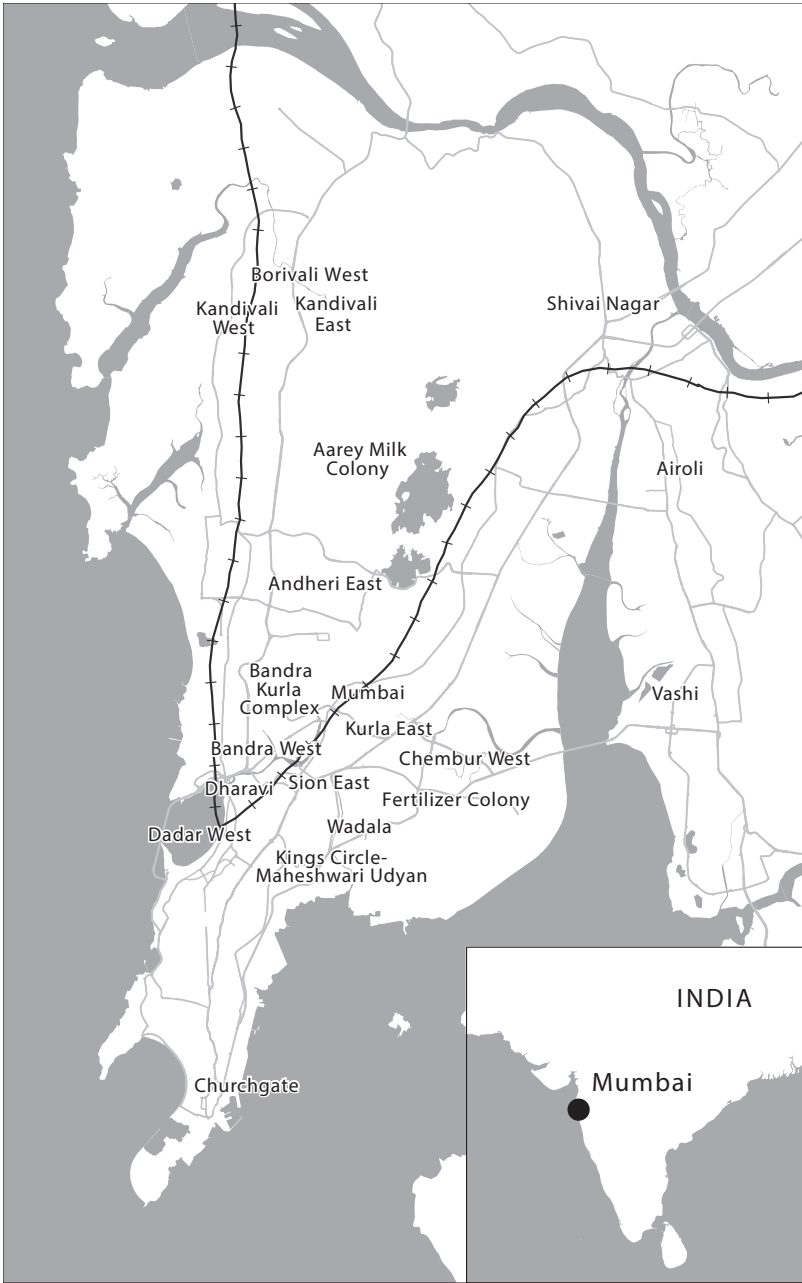 Borivali West
Kandivali
West
Kandivali
East
Shivai Nagar
Aarey Milk
Colony
Airoli
Andheri East
Bandra
Kurla
Complex
Mumbai
Vashi
Kurla East
Bandra West
Chembur West
Dharavi
Sion East
Fertilizer Colony
Dadar West
Wadala
Kings Circle-
Maheshwari Udyan
Churchgate
INDIA
Mumbai